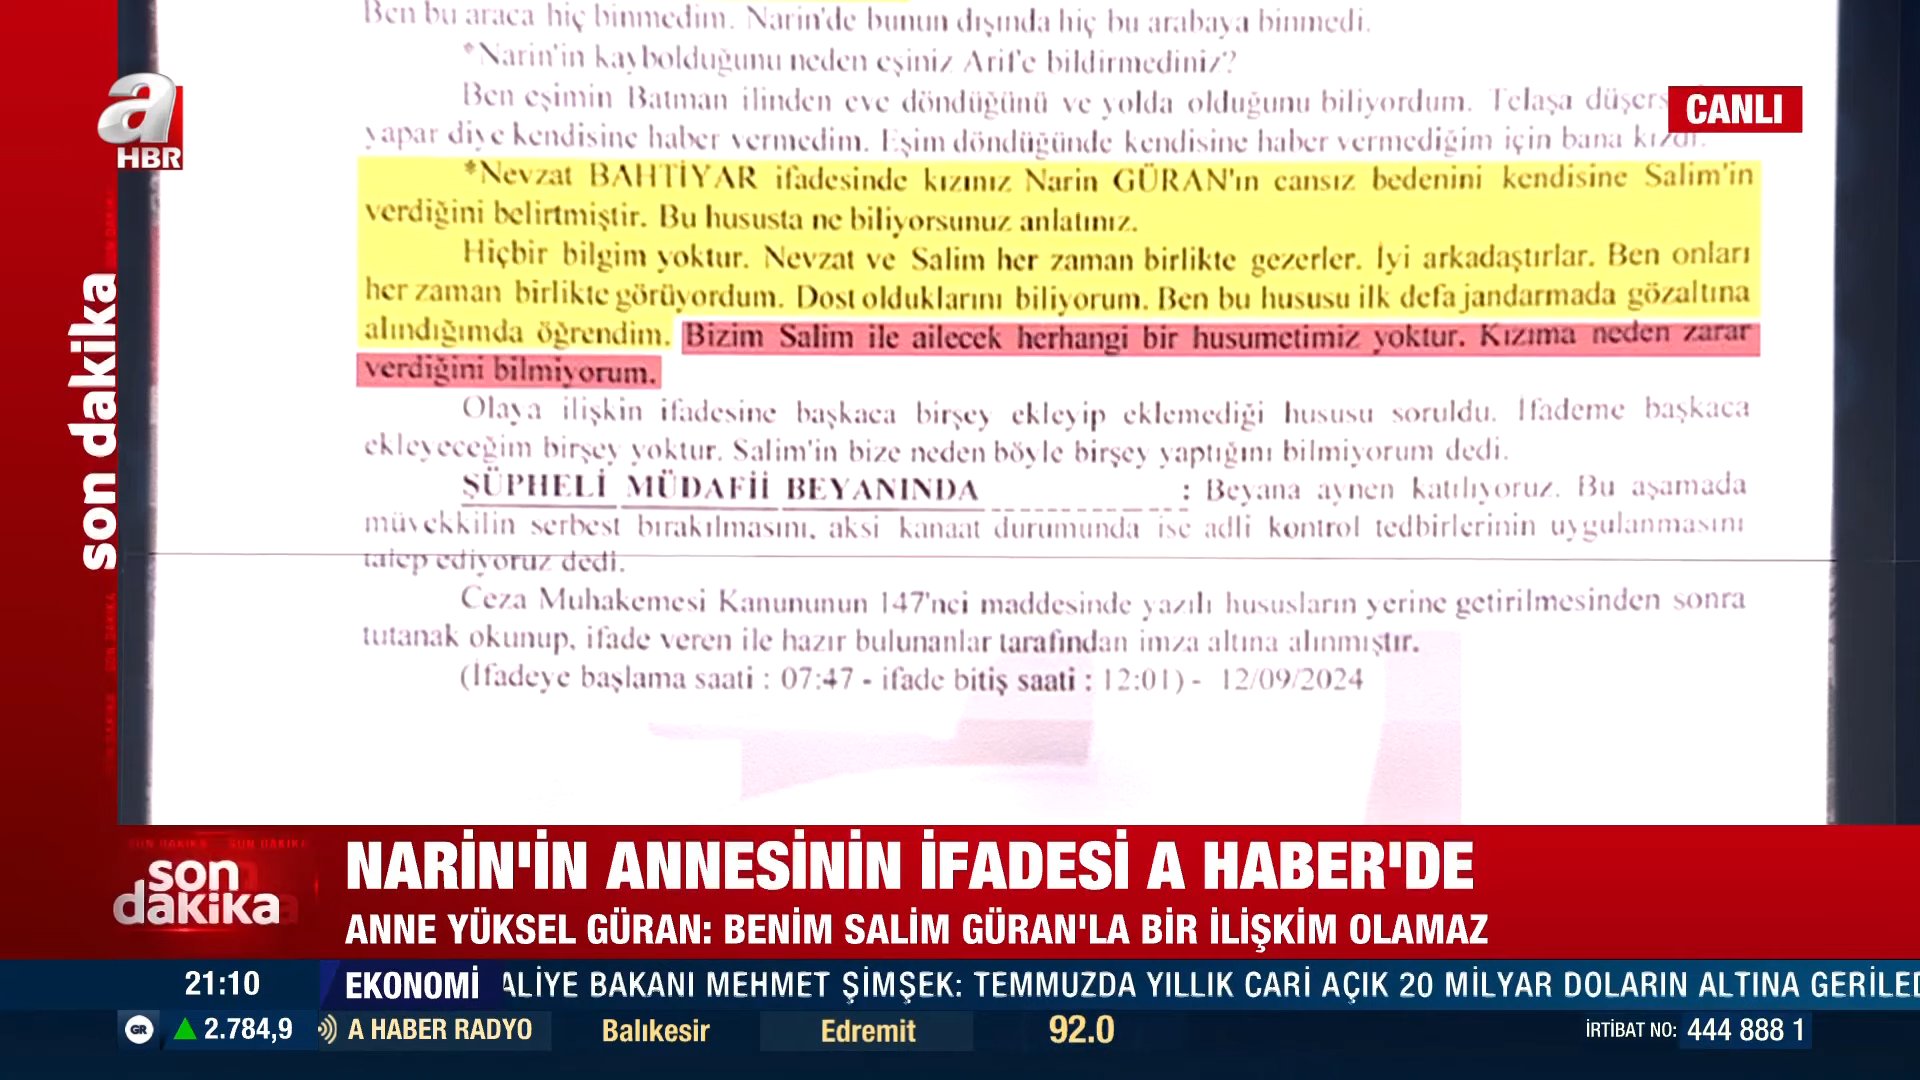 Ben bu araca hiç binmedim. Narin'de bunun dışında hiç bu arabaya binmedi.
*Narin'in kaybolduğunu neden eşiniz Arif'e bildirmediniz?
Ben eşimin Batman ilinden eve döndüğünü ve yolda olduğunu biliyordum. Telaşa düşer
yapar diye kendisine haber vermedim. Eşim döndüğünde kendisine haber vermediğim için bana kızdı.
*Nevzat BAHTİYAR ifadesinde kızınız Narin GÜRAN'ın cansız bedenini kendisine Salim'in
verdiğini belirtmiştir. Bu hususta ne biliyorsunuz anlatınız.
Hiçbir bilgim yoktur. Nevzat ve Salim her zaman birlikte gezerler. İyi arkadaştırlar. Ben onları
her zaman birlikte görüyordum. Dost olduklarını biliyorum. Ben bu hususu ilk defa jandarmada gözaltına
alındığımda öğrendim. Bizim Salim ile ailecek herhangi bir husumetimiz yoktur. Kızıma neden zarar
verdiğini bilmiyorum.
Olaya ilişkin ifadesine başkaca birşey ekleyip eklemediği hususu soruldu. İfademe başkaca
ekleyeceğim birşey yoktur. Salim'in bize neden böyle birşey yaptığını bilmiyorum dedi.
ŞÜPHELİ MÜDAFİİ BEYANINDA : Beyana aynen katılıyoruz. Bu aşamada
müvekkilin serbest bırakılmasını, aksi kanaat durumunda ise adli kontrol tedbirlerinin uygulanmasını
talep ediyoruz dedi.
Ceza Muhakemesi Kanununun 147'nci maddesinde yazılı hususların yerine getirilmesinden sonra
tutanak okunup, ifade veren ile hazır bulunanlar tarafından imza altına alınmıştır.
(İfadeye başlama saati : 07:47 - ifade bitiş saati : 12:01) - 12/09/2024
a
HBR
CANLI
son dakika
son
dakika
NARİN'İN ANNESİNİN İFADESİ A HABER'DE
ANNE YÜKSEL GÜRAN: BENİM SALİM GÜRAN'LA BİR İLİŞKİM OLAMAZ
21:10 EKONOMİ ALİYE BAKANI MEHMET ŞİMŞEK: TEMMUZDA YILLIK CARİ AÇIK 20 MİLYAR DOLARIN ALTINA GERİLED
GR 2.784,9 A HABER RADYO Balıkesir Edremit 92.0 İRTİBAT NO: 444 888 1